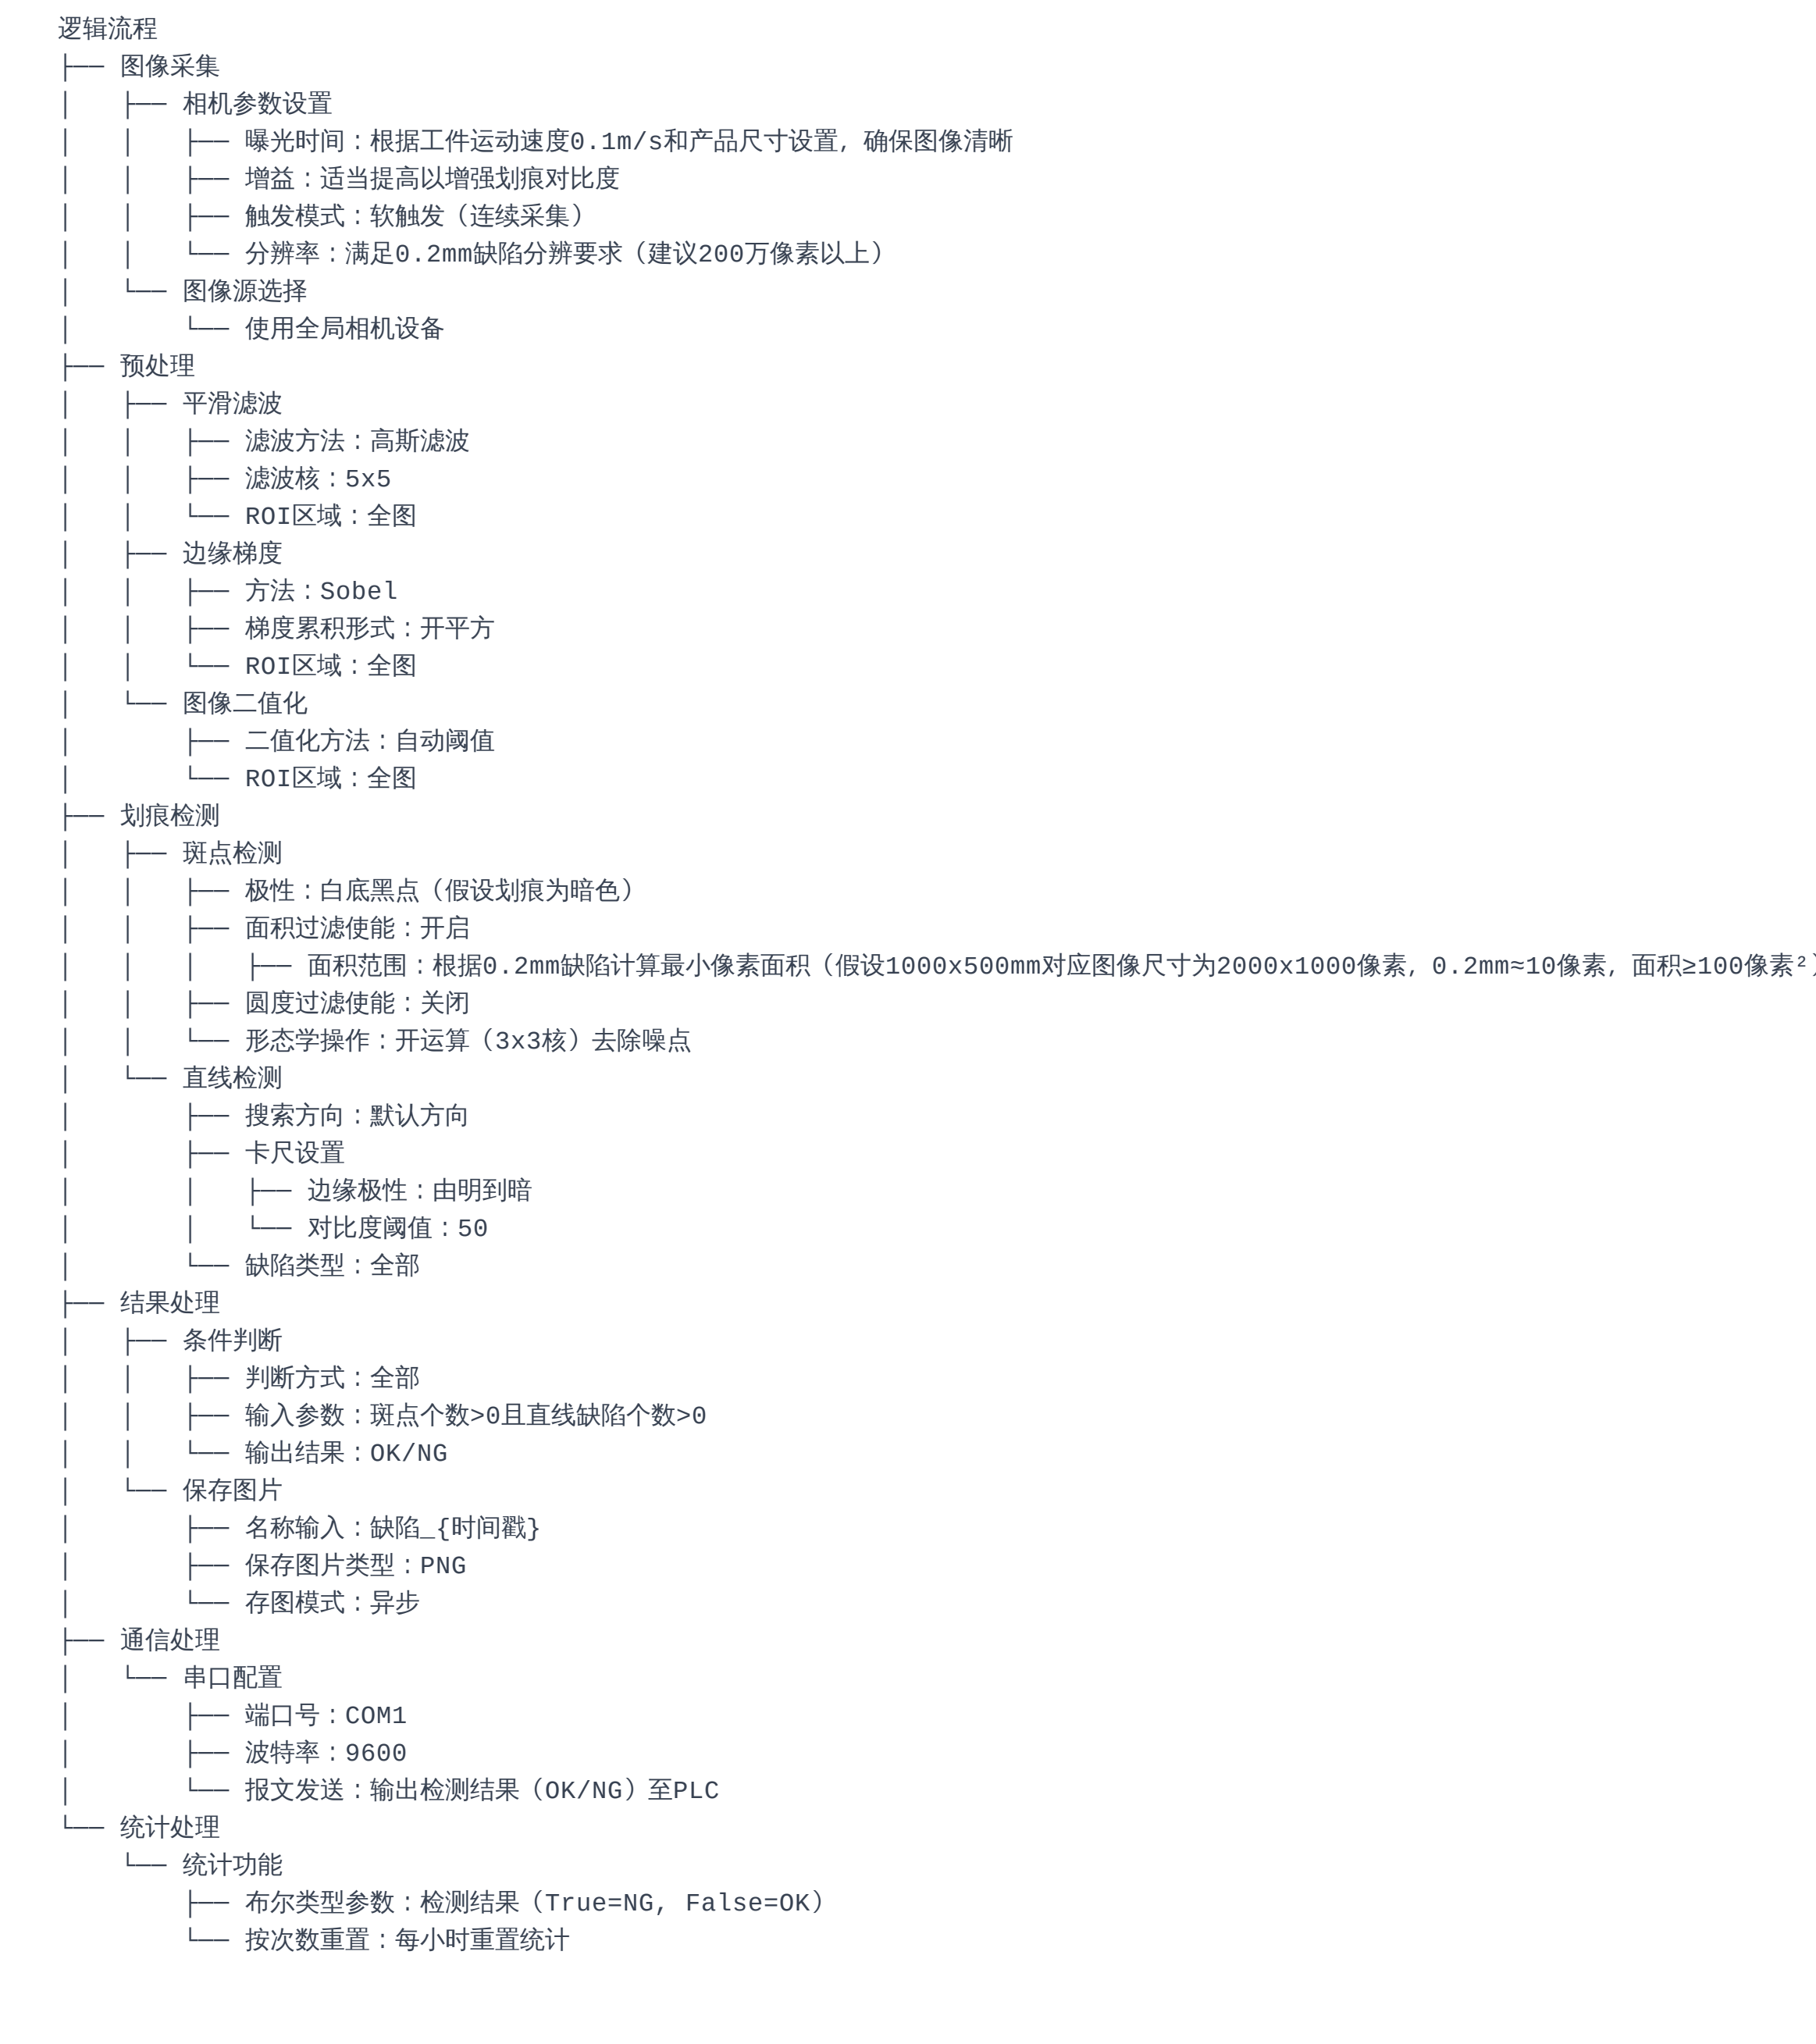 逻辑流程
├── 图像采集
│   ├── 相机参数设置
│   │   ├── 曝光时间：根据工件运动速度0.1m/s和产品尺寸设置，确保图像清晰
│   │   ├── 增益：适当提高以增强划痕对比度
│   │   ├── 触发模式：软触发（连续采集）
│   │   └── 分辨率：满足0.2mm缺陷分辨要求（建议200万像素以上）
│   └── 图像源选择
│       └── 使用全局相机设备
├── 预处理
│   ├── 平滑滤波
│   │   ├── 滤波方法：高斯滤波
│   │   ├── 滤波核：5x5
│   │   └── ROI区域：全图
│   ├── 边缘梯度
│   │   ├── 方法：Sobel
│   │   ├── 梯度累积形式：开平方
│   │   └── ROI区域：全图
│   └── 图像二值化
│       ├── 二值化方法：自动阈值
│       └── ROI区域：全图
├── 划痕检测
│   ├── 斑点检测
│   │   ├── 极性：白底黑点（假设划痕为暗色）
│   │   ├── 面积过滤使能：开启
│   │   │   ├── 面积范围：根据0.2mm缺陷计算最小像素面积（假设1000x500mm对应图像尺寸为2000x1000像素，0.2mm≈10像素，面积≥100像素²）
│   │   ├── 圆度过滤使能：关闭
│   │   └── 形态学操作：开运算（3x3核）去除噪点
│   └── 直线检测
│       ├── 搜索方向：默认方向
│       ├── 卡尺设置
│       │   ├── 边缘极性：由明到暗
│       │   └── 对比度阈值：50
│       └── 缺陷类型：全部
├── 结果处理
│   ├── 条件判断
│   │   ├── 判断方式：全部
│   │   ├── 输入参数：斑点个数>0且直线缺陷个数>0
│   │   └── 输出结果：OK/NG
│   └── 保存图片
│       ├── 名称输入：缺陷_{时间戳}
│       ├── 保存图片类型：PNG
│       └── 存图模式：异步
├── 通信处理
│   └── 串口配置
│       ├── 端口号：COM1
│       ├── 波特率：9600
│       └── 报文发送：输出检测结果（OK/NG）至PLC
└── 统计处理
    └── 统计功能
        ├── 布尔类型参数：检测结果（True=NG, False=OK）
        └── 按次数重置：每小时重置统计